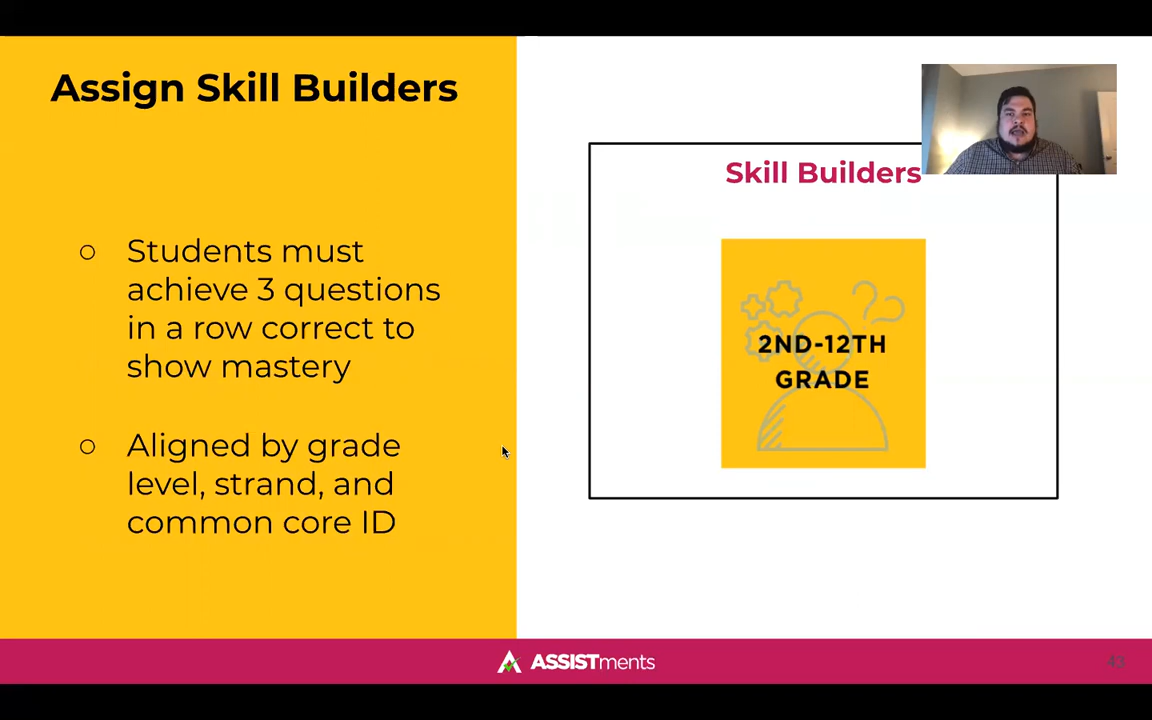 Assign Skill Builders
○ Students must
achieve 3 questions
in a row correct to
show mastery
○ Aligned by grade
level, strand, and
common core ID
Skill Builders
2ND-12TH
GRADE
ASSISTments
43